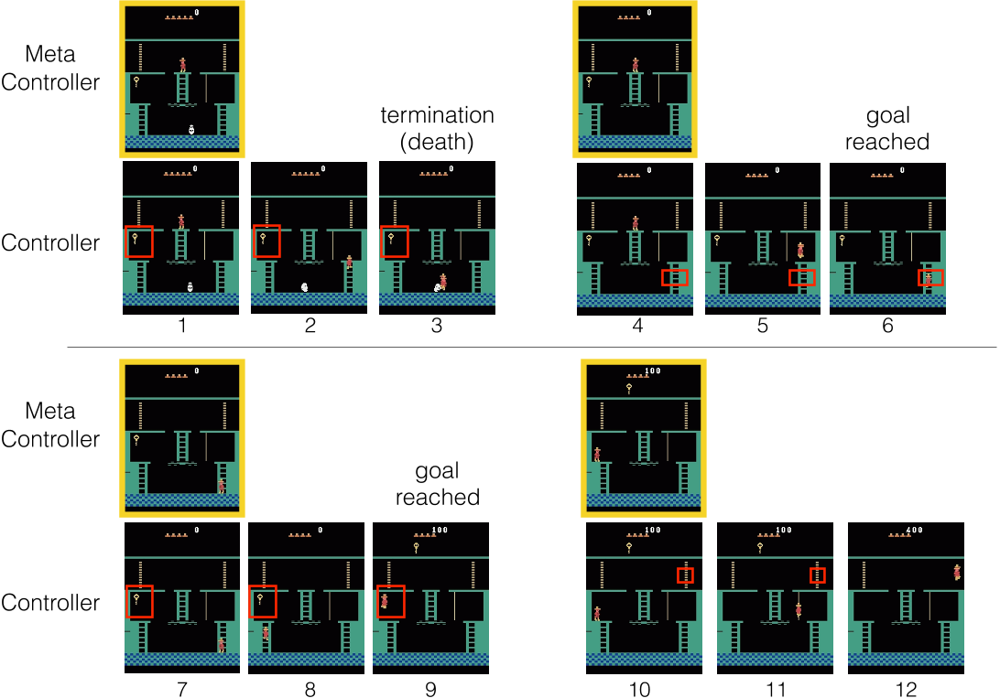 0
0
Meta
Controller
termination
(death)
goal
reached
0
0
0
0
0
0
Controller
1
2
3
4
5
6
0
100
Meta
Controller
goal
reached
0
0
100
100
100
400
Controller
7
8
9
10
11
12